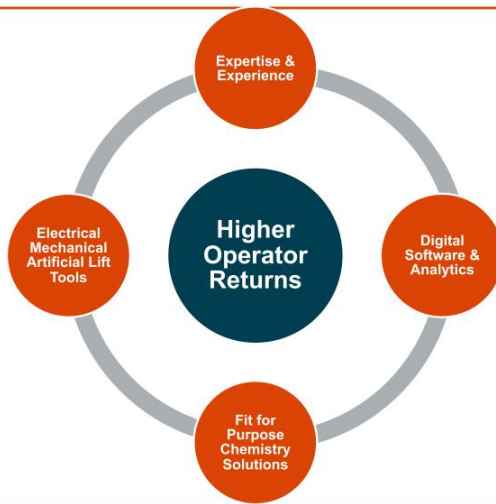 Expertise &
Experience
Electrical
Mechanical
Artificial Lift
Tools
Higher
Operator
Returns
Digital
Software &
Analytics
Fit for
Purpose
Chemistry
Solutions